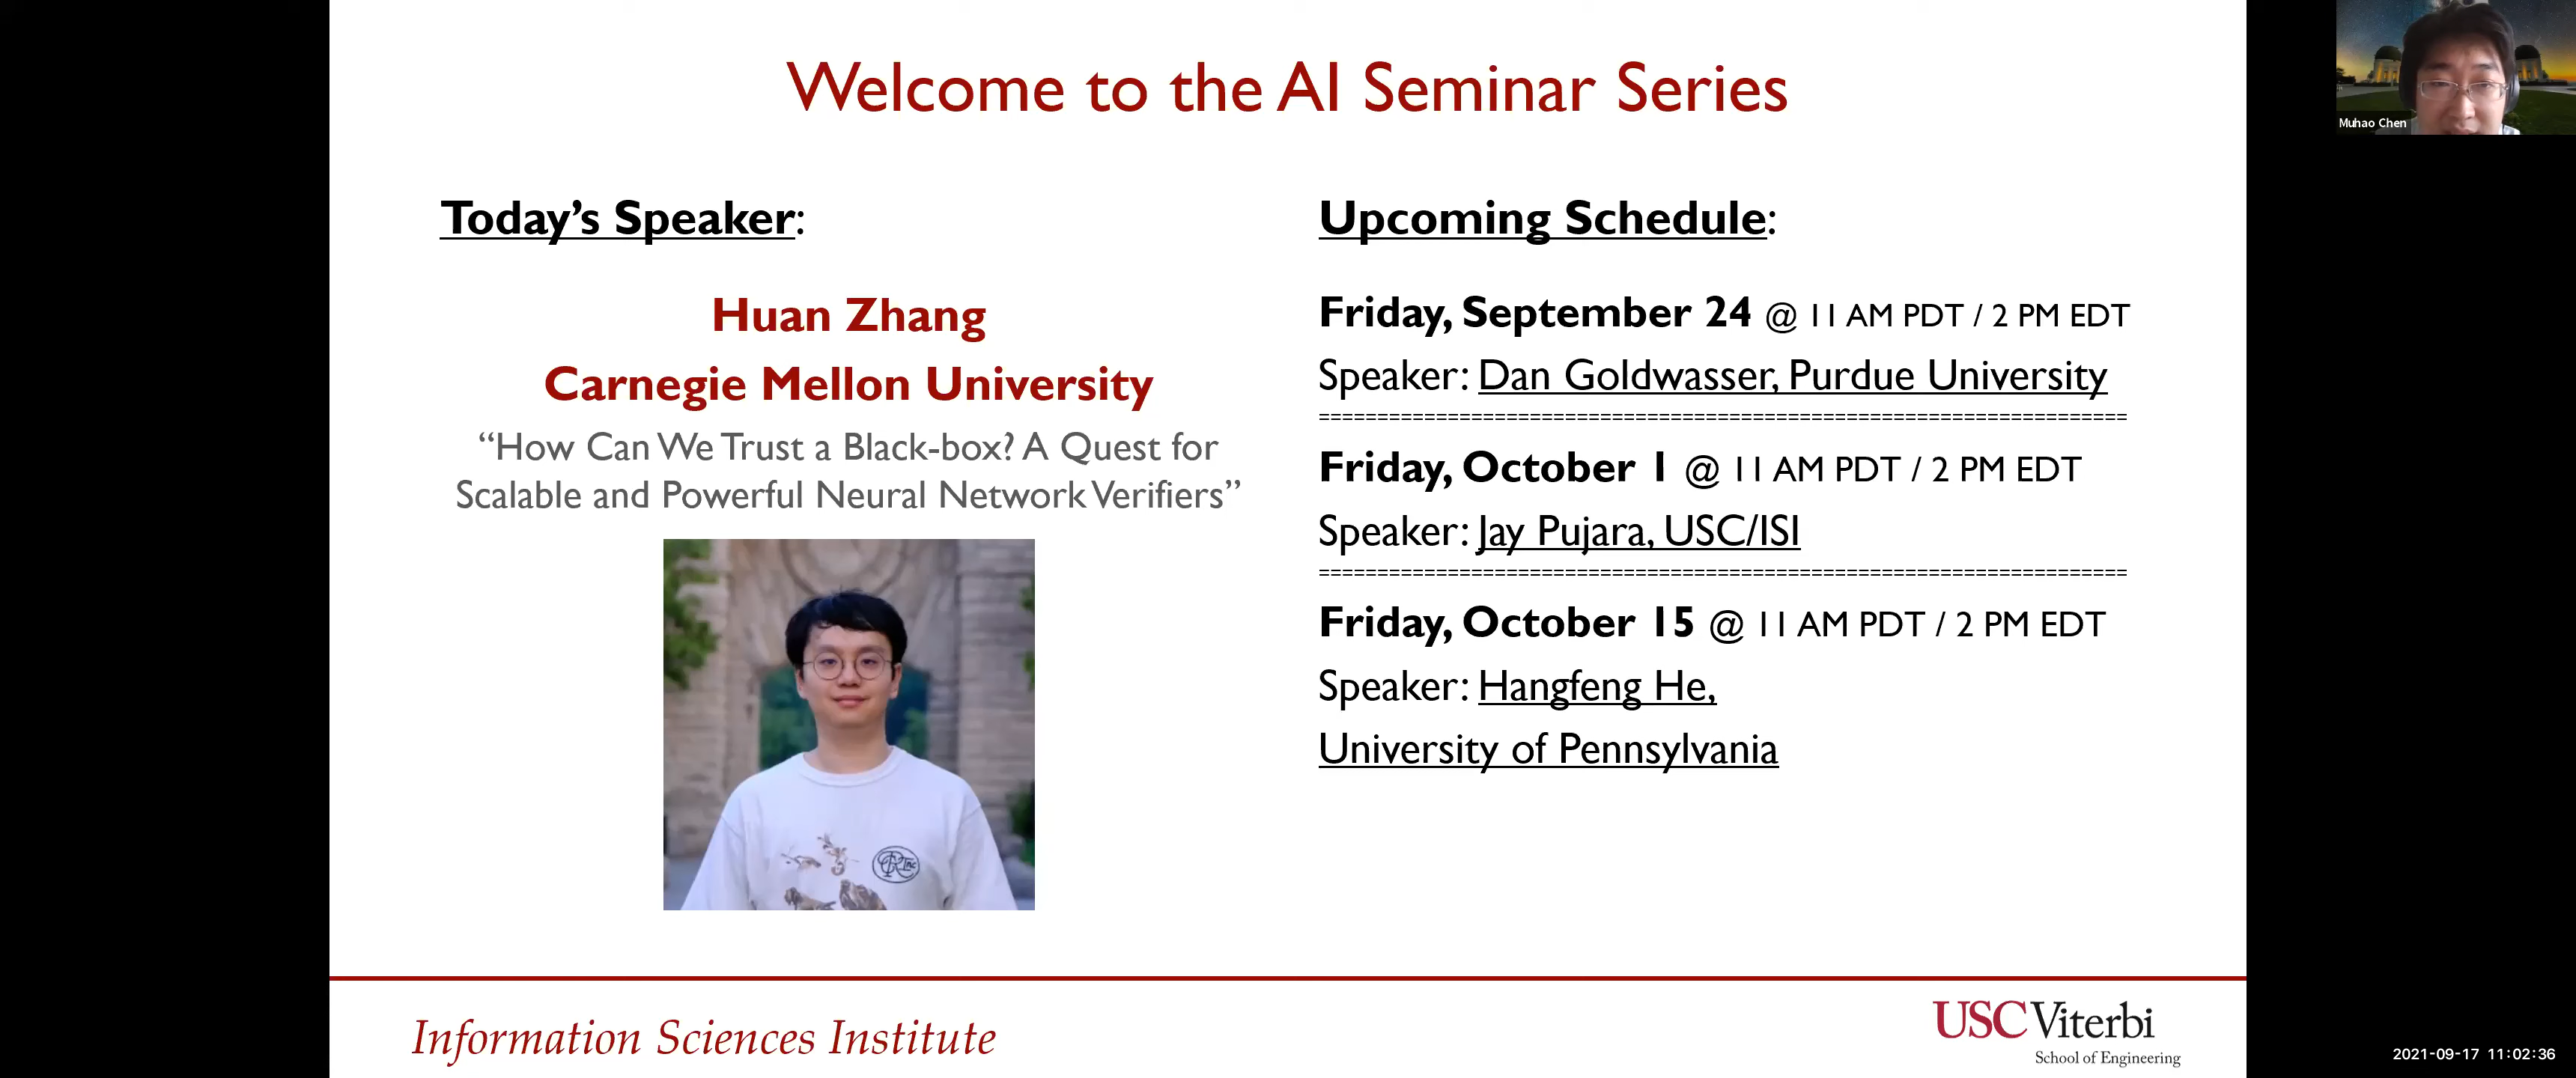 Welcome to the AI Seminar Series
Muhao Chen
Today's Speaker:
Huan Zhang
Carnegie Mellon University
“How Can We Trust a Black-box? A Quest for
Scalable and Powerful Neural Network Verifiers”
Upcoming Schedule:
Friday, September 24 @ 11 AM PDT / 2 PM EDT
Speaker: Dan Goldwasser, Purdue University
=====================================================================
Friday, October 1 @ 11 AM PDT / 2 PM EDT
Speaker: Jay Pujara, USC/ISI
=====================================================================
Friday, October 15 @ 11 AM PDT / 2 PM EDT
Speaker: Hangfeng He,
University of Pennsylvania
Information Sciences Institute
USC Viterbi
School of Engineering
2021-09-17 11:02:36